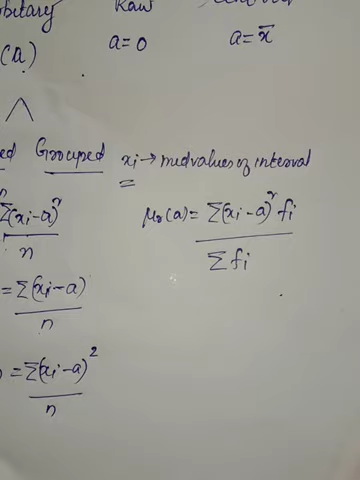 Raw
(a) a=0 a=x̄
Grouped xi→ midvalues of interval
Σ(xi-a)^r / n μr(a)= Σ(xi-a)^r fi / Σfi
= Σ(xi-a) / n
= Σ(xi-a)^2 / n